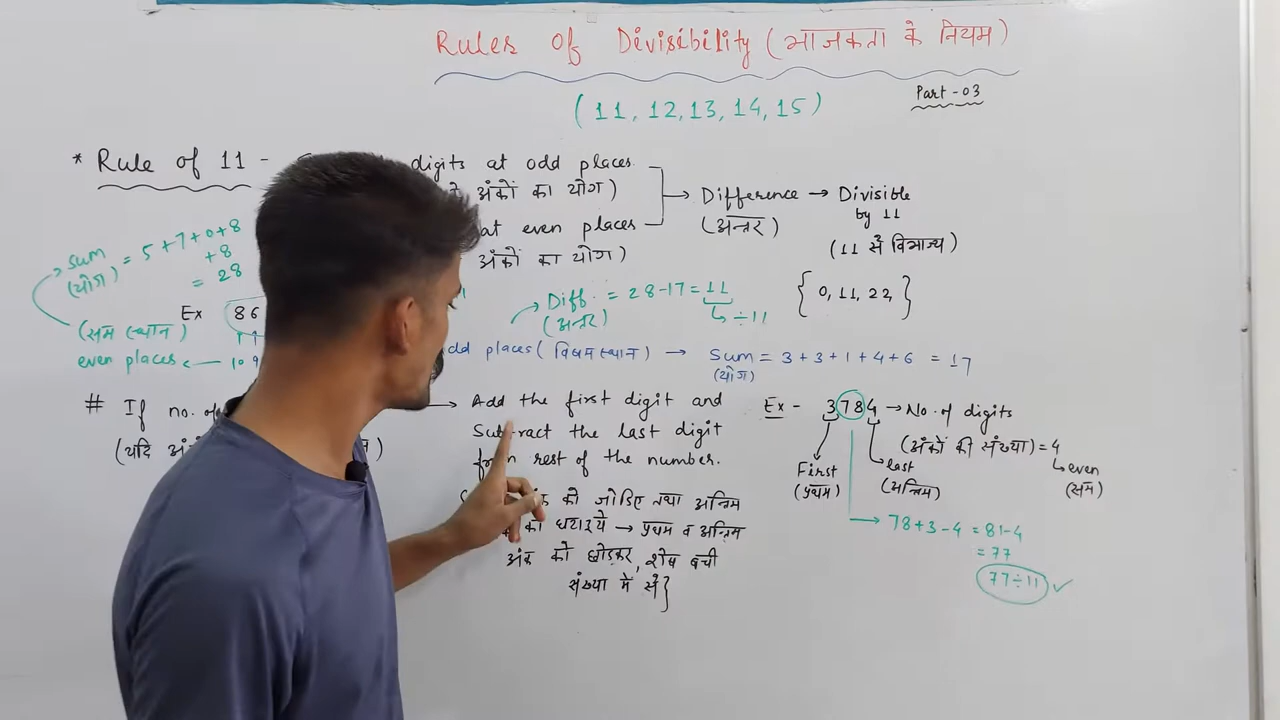 Rules Of Divisibility (भाजकता के नियम)
Part-03
(11, 12, 13, 14, 15)
* Rule of 11 -
digits at odd places
अंकों का योग)
at even places
अंकों का योग)
Difference → Divisible
by 11
(अन्तर)
(11 से विभाज्य)
{ 0, 11, 22, }
Sum = 5+7+0+8
+8
(योग)
= 28
Ex 86
(सम स्थान)
even places ← 10 9
Diff. = 28-17 = 11
(अन्तर)
÷11
odd places (विषम स्थान) → Sum = 3+3+1+4+6 = 17
(योग)
# If no. of
(यदि
→ Add the first digit and
Subtract the last digit
from rest of the number.
को जोडिए तथा अन्तिम
को घटाइये → प्रथम व अन्तिम
अंक को छोड़कर, शेष बची
संख्या में से}
Ex - 3784 → No. of digits
(अंकों की संख्या) = 4
First
(प्रथम)
last
(अन्तिम)
even
(सम)
→ 78+3-4 = 81-4
= 77
77÷11 ✓